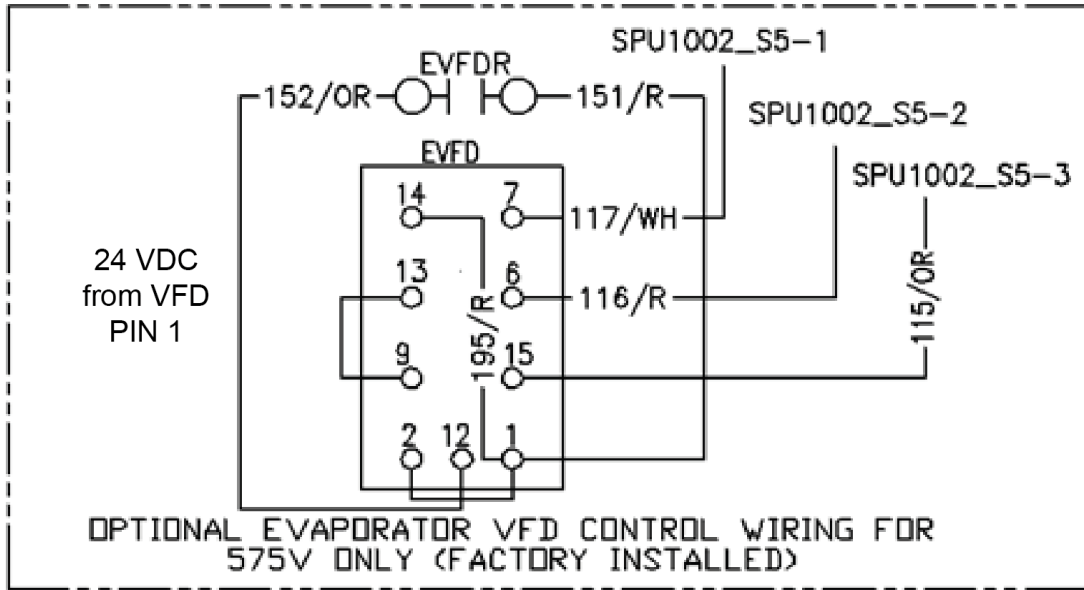 SPU1002_S5-1
EVFDR
152/OR
151/R
SPU1002_S5-2
EVFD
SPU1002_S5-3
14
7
117/WH
24 VDC
from VFD
PIN 1
13
6
116/R
195/R
115/OR
9
15
2
12
1
OPTIONAL EVAPORATOR VFD CONTROL WIRING FOR
575V ONLY (FACTORY INSTALLED)